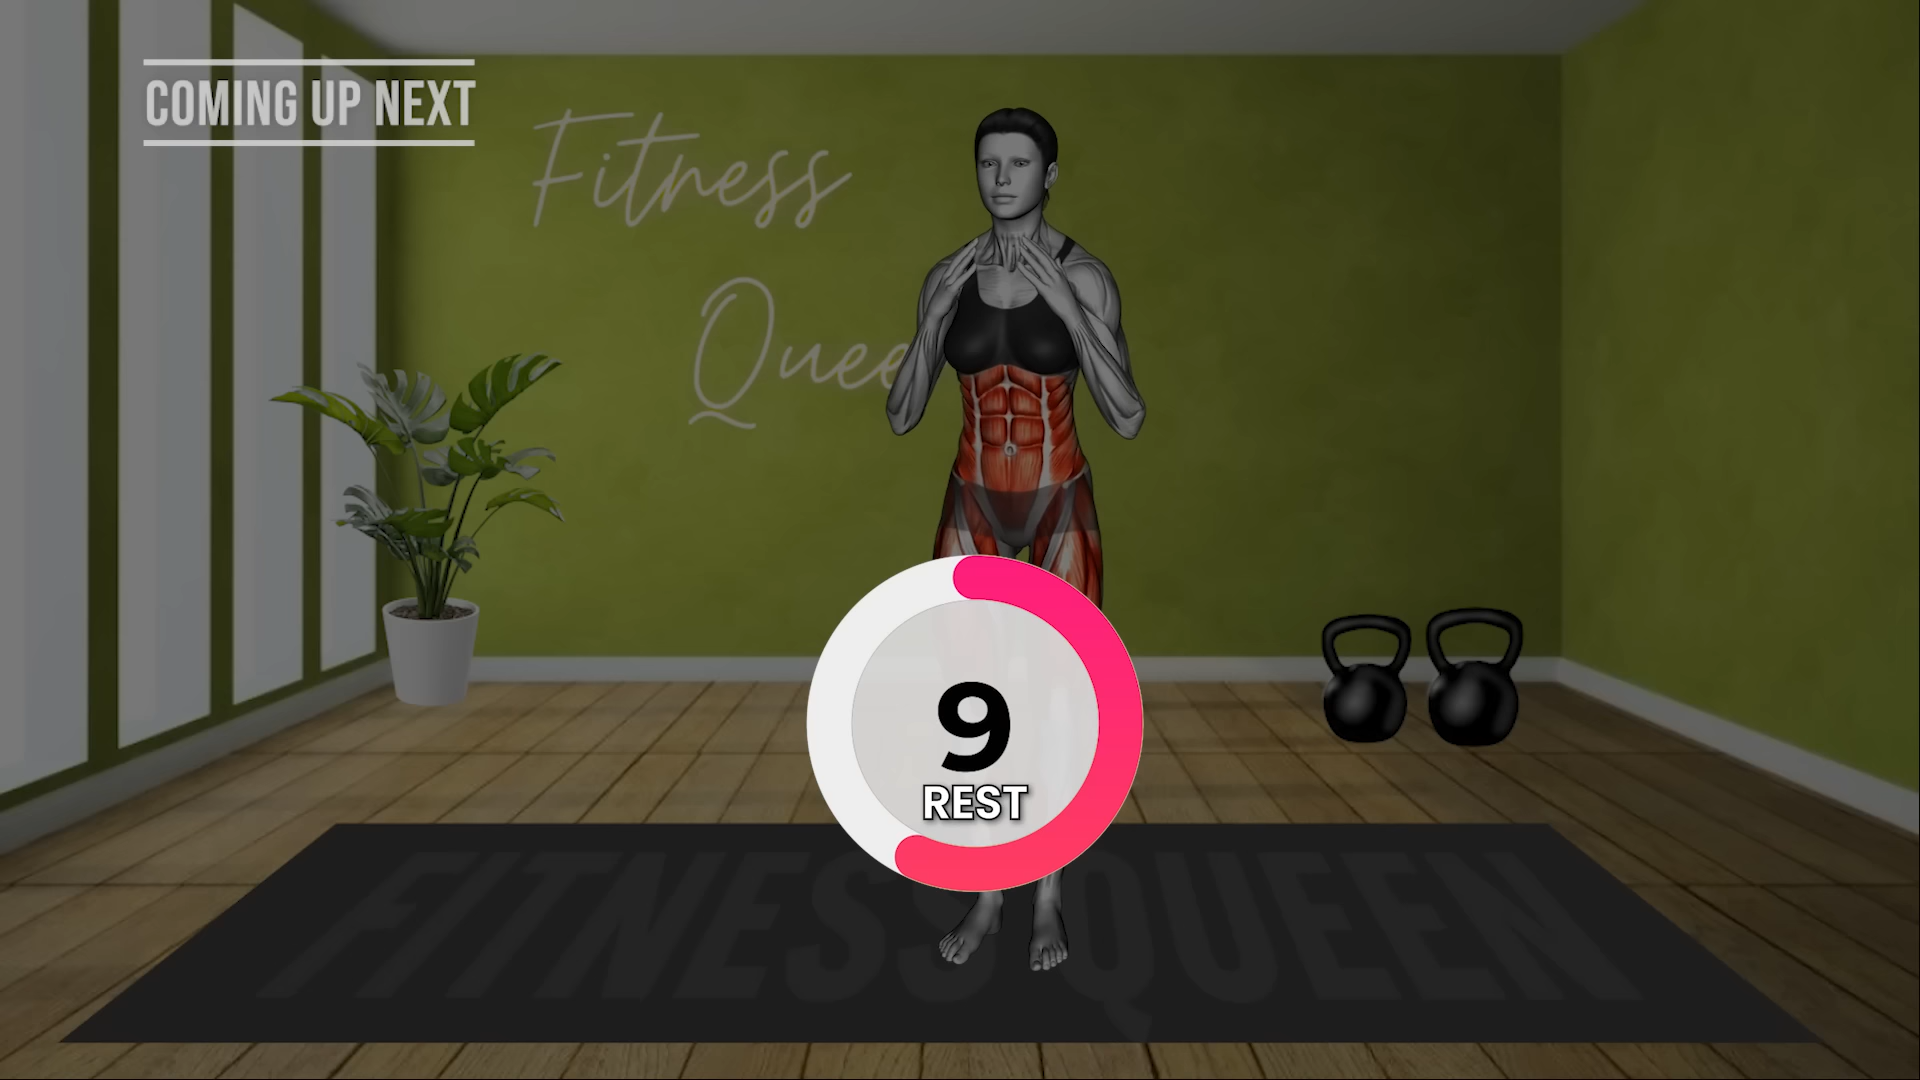 COMING UP NEXT
Fitness
Quee
9
REST
FITNESS QUEEN